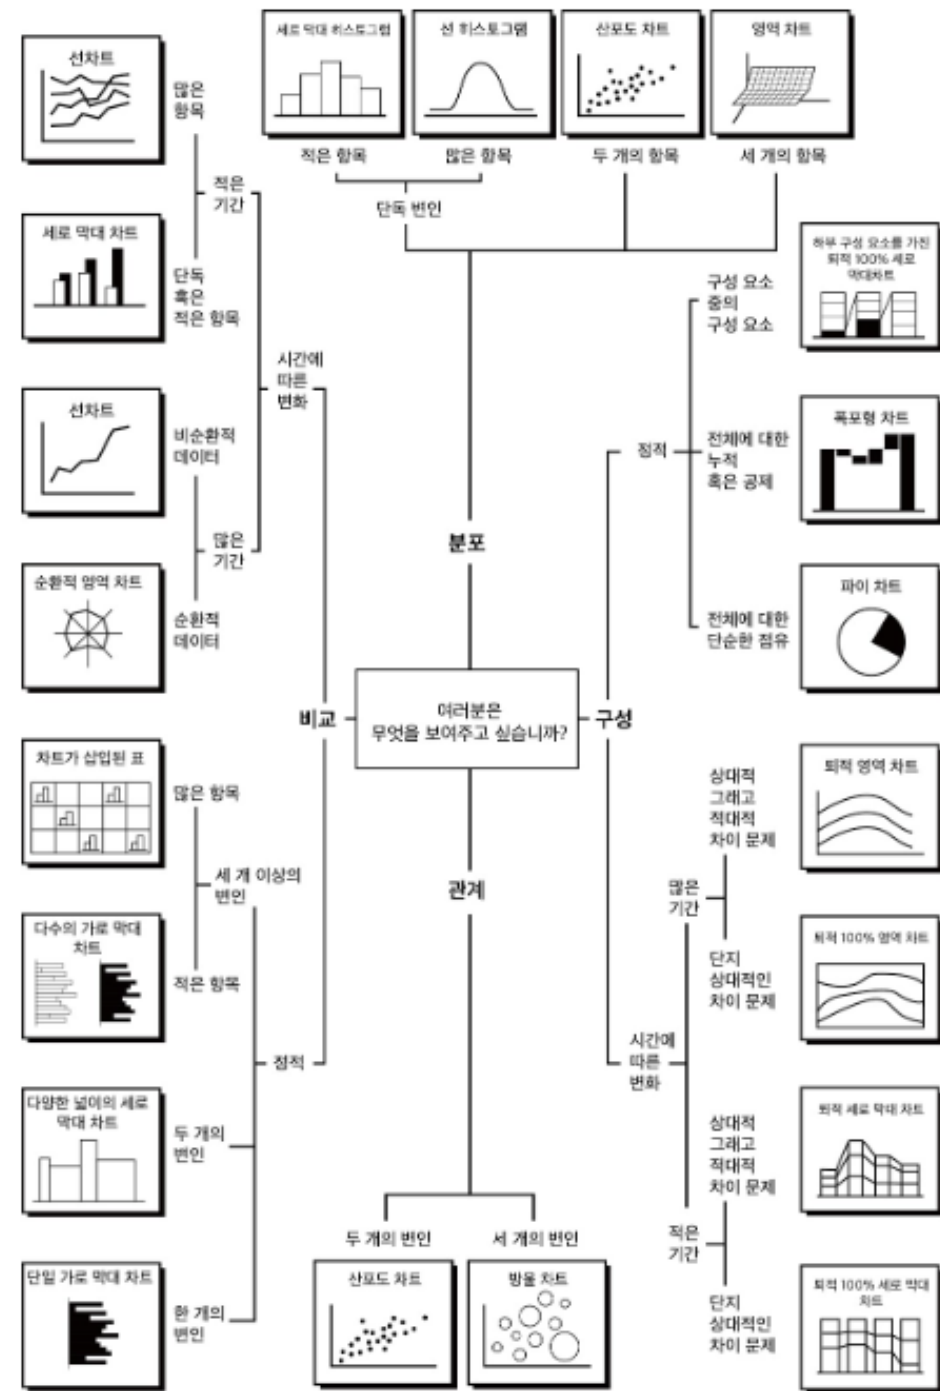 세로 막대 히스토그램
선 히스토그램
산포도 차트
영역 차트
적은 항목
많은 항목
두 개의 항목
세 개의 항목
단독 변인
분포
선차트
많은
항목
적은
기간
세로 막대 차트
단독
혹은
적은 항목
시간에
따른
변화
선차트
비순환적
데이터
많은
기간
순환적 영역 차트
순환적
데이터
비교
여러분은
무엇을 보여주고 싶습니까?
구성
차트가 삽입된 표
많은 항목
세 개 이상의
변인
다수의 가로 막대
차트
적은 항목
정적
다양한 넓이의 세로
막대 차트
두 개의
변인
단일 가로 막대 차트
한 개의
변인
관계
두 개의 변인
세 개의 변인
산포도 차트
방울 차트
하부 구성 요소를 가진
퇴적 100% 세로
막대차트
구성 요소
중의
구성 요소
정적
전체에 대한
누적
혹은 공제
폭포형 차트
전체에 대한
단순한 점유
파이 차트
상대적
그래고
적대적
차이 문제
퇴적 영역 차트
많은
기간
단지
상대적인
차이 문제
퇴적 100% 영역 차트
시간에
따른
변화
상대적
그래고
적대적
차이 문제
퇴적 세로 막대 차트
적은
기간
단지
상대적인
차이 문제
퇴적 100% 세로 막대
차트